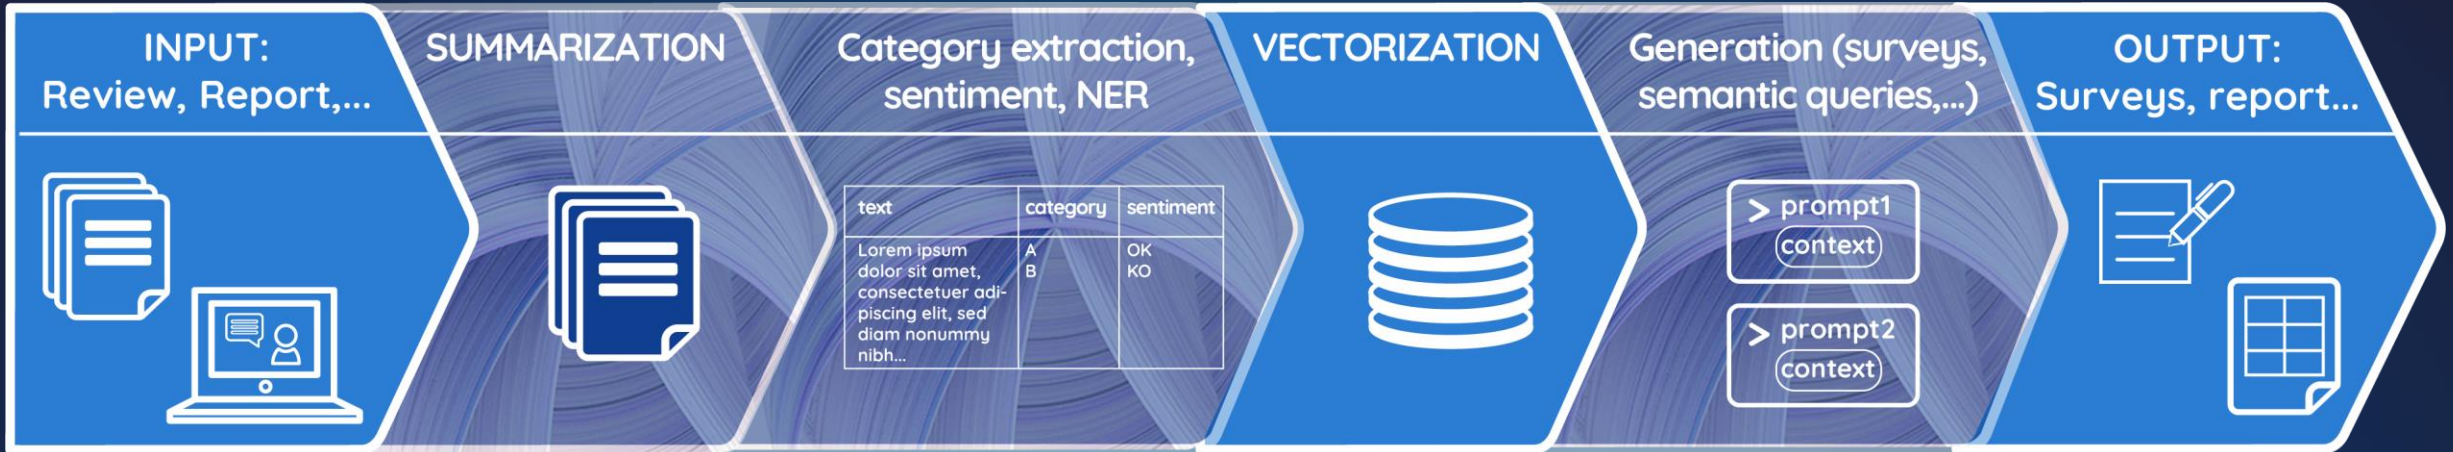 INPUT:
Review, Report,...
SUMMARIZATION
Category extraction,
sentiment, NER
VECTORIZATION
Generation (surveys,
semantic queries,...)
OUTPUT:
Surveys, report...
text category sentiment
Lorem ipsum A OK
dolor sit amet, B KO
consectetuer adi-
piscing elit, sed
diam nonummy
nibh...
> prompt1
context
> prompt2
context